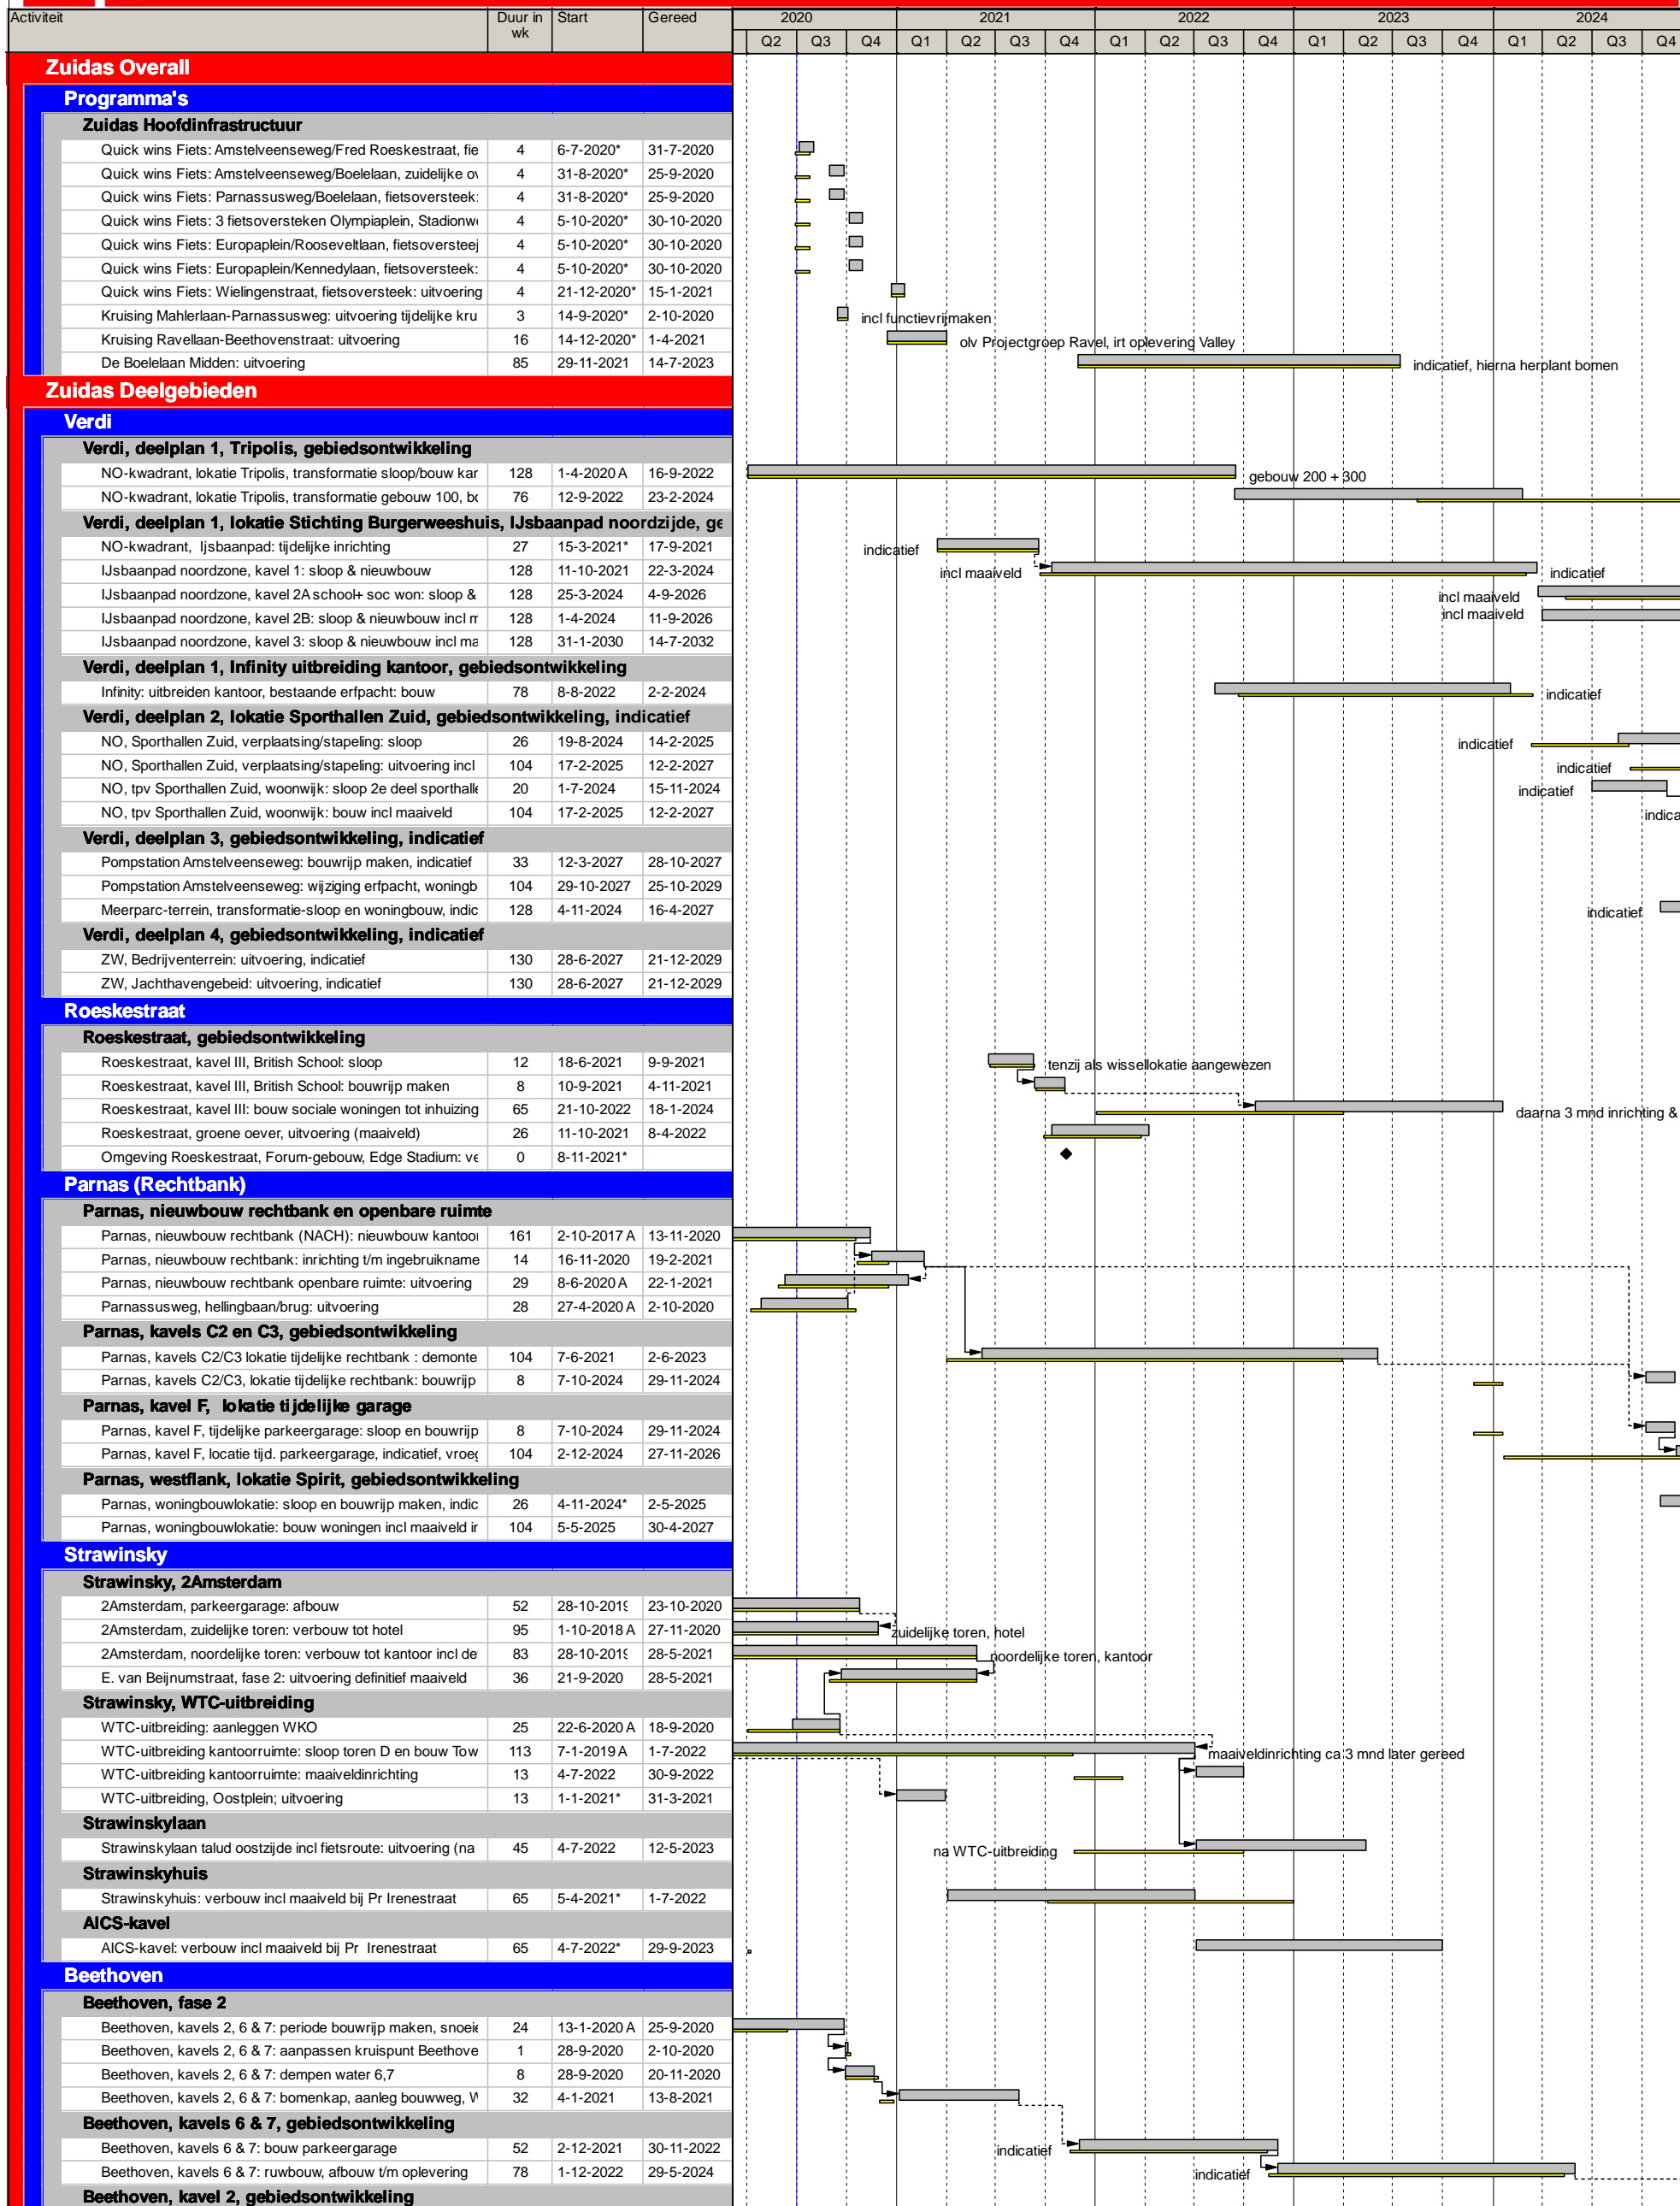 Activiteit Duur in wk Start Gereed 2020 2021 2022 2023 2024
Q2 Q3 Q4 Q1 Q2 Q3 Q4 Q1 Q2 Q3 Q4 Q1 Q2 Q3 Q4 Q1 Q2 Q3 Q4
Zuidas Overall
Programma's
Zuidas Hoofdinfrastructuur
Quick wins Fiets: Amstelveenseweg/Fred Roeskestraat, fie 4 6-7-2020* 31-7-2020
Quick wins Fiets: Amstelveenseweg/Boelelaan, zuidelijke ov 4 31-8-2020* 25-9-2020
Quick wins Fiets: Parnassusweg/Boelelaan, fietsoversteek: 4 31-8-2020* 25-9-2020
Quick wins Fiets: 3 fietsoversteken Olympiaplein, Stadionwe 4 5-10-2020* 30-10-2020
Quick wins Fiets: Europaplein/Rooseveltlaan, fietsoversteej 4 5-10-2020* 30-10-2020
Quick wins Fiets: Europaplein/Kennedylaan, fietsoversteek: 4 5-10-2020* 30-10-2020
Quick wins Fiets: Wielingenstraat, fietsoversteek: uitvoering 4 21-12-2020* 15-1-2021
Kruising Mahlerlaan-Parnassusweg: uitvoering tijdelijke kru 3 14-9-2020* 2-10-2020 incl functievrijmaken
Kruising Ravellaan-Beethovenstraat: uitvoering 16 14-12-2020* 1-4-2021 olv Projectgroep Ravel, irt oplevering Valley
De Boelelaan Midden: uitvoering 85 29-11-2021 14-7-2023 indicatief, hierna herplant bomen
Zuidas Deelgebieden
Verdi
Verdi, deelplan 1, Tripolis, gebiedsontwikkeling
NO-kwadrant, lokatie Tripolis, transformatie sloop/bouw kar 128 1-4-2020 A 16-9-2022 gebouw 200 + 300
NO-kwadrant, lokatie Tripolis, transformatie gebouw 100, bo 76 12-9-2022 23-2-2024
Verdi, deelplan 1, lokatie Stichting Burgerweeshuis, IJsbaanpad noordzijde, ge
NO-kwadrant, Ijsbaanpad: tijdelijke inrichting 27 15-3-2021* 17-9-2021 indicatief
IJsbaanpad noordzone, kavel 1: sloop & nieuwbouw 128 11-10-2021 22-3-2024 incl maaiveld indicatief
IJsbaanpad noordzone, kavel 2A school+ soc won: sloop & 128 25-3-2024 4-9-2026 incl maaiveld
IJsbaanpad noordzone, kavel 2B: sloop & nieuwbouw incl m 128 1-4-2024 11-9-2026 incl maaiveld
IJsbaanpad noordzone, kavel 3: sloop & nieuwbouw incl ma 128 31-1-2030 14-7-2032
Verdi, deelplan 1, Infinity uitbreiding kantoor, gebiedsontwikkeling
Infinity: uitbreiden kantoor, bestaande erfpacht: bouw 78 8-8-2022 2-2-2024 indicatief
Verdi, deelplan 2, lokatie Sporthallen Zuid, gebiedsontwikkeling, indicatief
NO, Sporthallen Zuid, verplaatsing/stapeling: sloop 26 19-8-2024 14-2-2025 indicatief
NO, Sporthallen Zuid, verplaatsing/stapeling: uitvoering incl 104 17-2-2025 12-2-2027 indicatief
NO, tpv Sporthallen Zuid, woonwijk: sloop 2e deel sporthalle 20 1-7-2024 15-11-2024 indicatief
NO, tpv Sporthallen Zuid, woonwijk: bouw incl maaiveld 104 17-2-2025 12-2-2027 indica
Verdi, deelplan 3, gebiedsontwikkeling, indicatief
Pompstation Amstelveenseweg: bouwrijp maken, indicatief 33 12-3-2027 28-10-2027
Pompstation Amstelveenseweg: wijziging erfpacht, woningb 104 29-10-2027 25-10-2029
Meerparc-terrein, transformatie-sloop en woningbouw, indic 128 4-11-2024 16-4-2027 indicatief
Verdi, deelplan 4, gebiedsontwikkeling, indicatief
ZW, Bedrijventerrein: uitvoering, indicatief 130 28-6-2027 21-12-2029
ZW, Jachthavengebeid: uitvoering, indicatief 130 28-6-2027 21-12-2029
Roeskestraat
Roeskestraat, gebiedsontwikkeling
Roeskestraat, kavel III, British School: sloop 12 18-6-2021 9-9-2021 tenzij als wissellokatie aangewezen
Roeskestraat, kavel III, British School: bouwrijp maken 8 10-9-2021 4-11-2021
Roeskestraat, kavel III: bouw sociale woningen tot inhuizing 65 21-10-2022 18-1-2024 daarna 3 mnd inrichting &
Roeskestraat, groene oever, uitvoering (maaiveld) 26 11-10-2021 8-4-2022
Omgeving Roeskestraat, Forum-gebouw, Edge Stadium: ve 0 8-11-2021*
Parnas (Rechtbank)
Parnas, nieuwbouw rechtbank en openbare ruimte
Parnas, nieuwbouw rechtbank (NACH): nieuwbouw kantoor 161 2-10-2017 A 13-11-2020
Parnas, nieuwbouw rechtbank: inrichting t/m ingebruikname 14 16-11-2020 19-2-2021
Parnas, nieuwbouw rechtbank openbare ruimte: uitvoering 29 8-6-2020 A 22-1-2021
Parnassusweg, hellingbaan/brug: uitvoering 28 27-4-2020 A 2-10-2020
Parnas, kavels C2 en C3, gebiedsontwikkeling
Parnas, kavels C2/C3 lokatie tijdelijke rechtbank : demonte 104 7-6-2021 2-6-2023
Parnas, kavels C2/C3, lokatie tijdelijke rechtbank: bouwrijp 8 7-10-2024 29-11-2024
Parnas, kavel F, lokatie tijdelijke garage
Parnas, kavel F, tijdelijke parkeergarage: sloop en bouwrijp 8 7-10-2024 29-11-2024
Parnas, kavel F, locatie tijd. parkeergarage, indicatief, vroeg 104 2-12-2024 27-11-2026
Parnas, westflank, lokatie Spirit, gebiedsontwikkeling
Parnas, woningbouwlokatie: sloop en bouwrijp maken, indic 26 4-11-2024* 2-5-2025
Parnas, woningbouwlokatie: bouw woningen incl maaiveld ir 104 5-5-2025 30-4-2027
Strawinsky
Strawinsky, 2Amsterdam
2Amsterdam, parkeergarage: afbouw 52 28-10-2019 23-10-2020
2Amsterdam, zuidelijke toren: verbouw tot hotel 95 1-10-2018 A 27-11-2020 zuidelijke toren, hotel
2Amsterdam, noordelijke toren: verbouw tot kantoor incl de 83 28-10-2019 28-5-2021 noordelijke toren, kantoor
E. van Beijnumstraat, fase 2: uitvoering definitief maaiveld 36 21-9-2020 28-5-2021
Strawinsky, WTC-uitbreiding
WTC-uitbreiding: aanleggen WKO 25 22-6-2020 A 18-9-2020
WTC-uitbreiding kantoorruimte: sloop toren D en bouw Tow 113 7-1-2019 A 1-7-2022 maaiveldinrichting ca 3 mnd later gereed
WTC-uitbreiding kantoorruimte: maaiveldinrichting 13 4-7-2022 30-9-2022
WTC-uitbreiding, Oostplein; uitvoering 13 1-1-2021* 31-3-2021
Strawinskylaan
Strawinskylaan talud oostzijde incl fietsroute: uitvoering (na 45 4-7-2022 12-5-2023 na WTC-uitbreiding
Strawinskyhuis
Strawinskyhuis: verbouw incl maaiveld bij Pr Irenestraat 65 5-4-2021* 1-7-2022
AICS-kavel
AICS-kavel: verbouw incl maaiveld bij Pr Irenestraat 65 4-7-2022* 29-9-2023
Beethoven
Beethoven, fase 2
Beethoven, kavels 2, 6 & 7: periode bouwrijp maken, snoeie 24 13-1-2020 A 25-9-2020
Beethoven, kavels 2, 6 & 7: aanpassen kruispunt Beethove 1 28-9-2020 2-10-2020
Beethoven, kavels 2, 6 & 7: dempen water 6,7 8 28-9-2020 20-11-2020
Beethoven, kavels 2, 6 & 7: bomenkap, aanleg bouwweg, W 32 4-1-2021 13-8-2021
Beethoven, kavels 6 & 7, gebiedsontwikkeling
Beethoven, kavels 6 & 7: bouw parkeergarage 52 2-12-2021 30-11-2022 indicatief
Beethoven, kavels 6 & 7: ruwbouw, afbouw t/m oplevering 78 1-12-2022 29-5-2024 indicatief
Beethoven, kavel 2, gebiedsontwikkeling